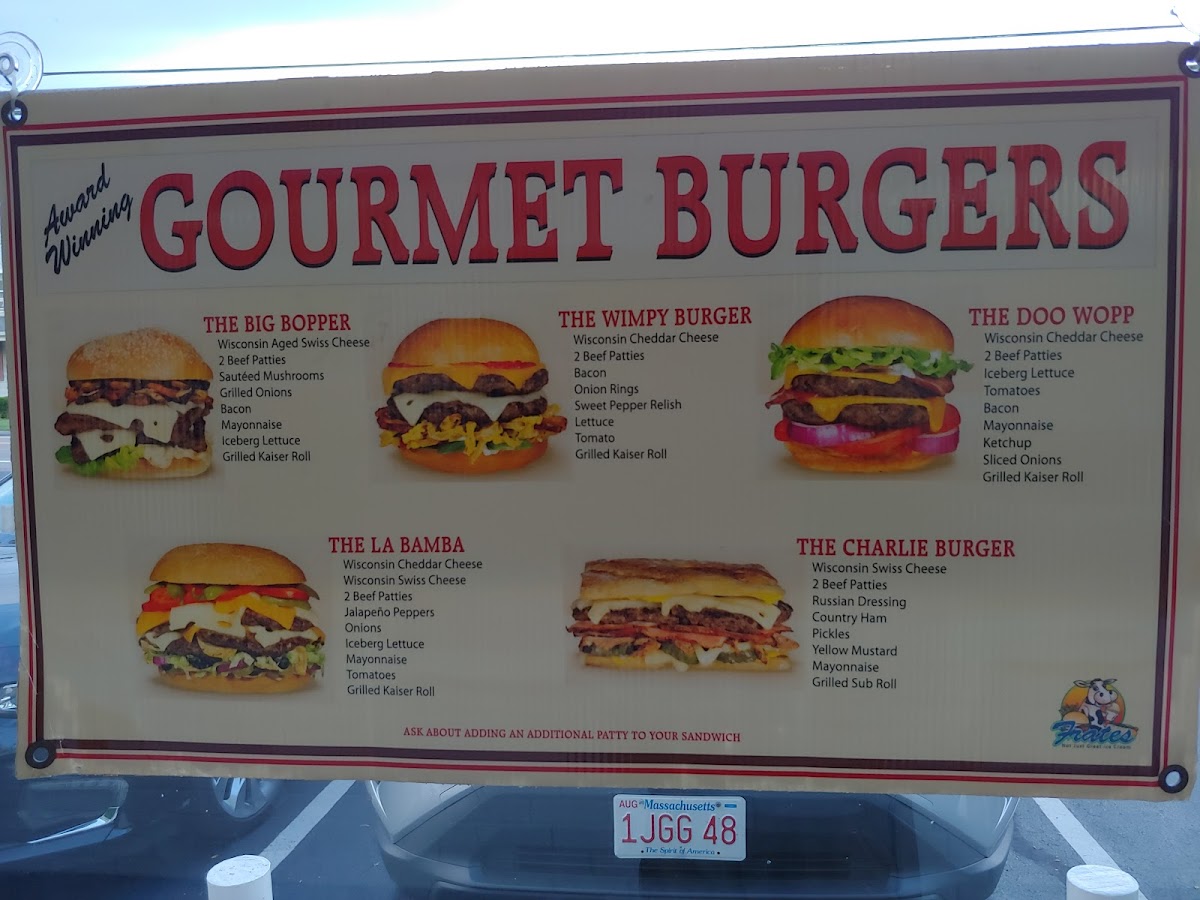 Award
Winning
GOURMET BURGERS
THE BIG BOPPER
Wisconsin Aged Swiss Cheese
2 Beef Patties
Sautéed Mushrooms
Grilled Onions
Bacon
Mayonnaise
Iceberg Lettuce
Grilled Kaiser Roll
THE WIMPY BURGER
Wisconsin Cheddar Cheese
2 Beef Patties
Bacon
Onion Rings
Sweet Pepper Relish
Lettuce
Tomato
Grilled Kaiser Roll
THE DOO WOPP
Wisconsin Cheddar Cheese
2 Beef Patties
Iceberg Lettuce
Tomatoes
Bacon
Mayonnaise
Ketchup
Sliced Onions
Grilled Kaiser Roll
THE LA BAMBA
Wisconsin Cheddar Cheese
Wisconsin Swiss Cheese
2 Beef Patties
Jalapeño Peppers
Onions
Iceberg Lettuce
Mayonnaise
Tomatoes
Grilled Kaiser Roll
THE CHARLIE BURGER
Wisconsin Swiss Cheese
2 Beef Patties
Russian Dressing
Country Ham
Pickles
Yellow Mustard
Mayonnaise
Grilled Sub Roll
ASK ABOUT ADDING AN ADDITIONAL PATTY TO YOUR SANDWICH
Frates
Not Just Great Ice Cream
AUG Massachusetts
1JGG 48
The Spirit of America